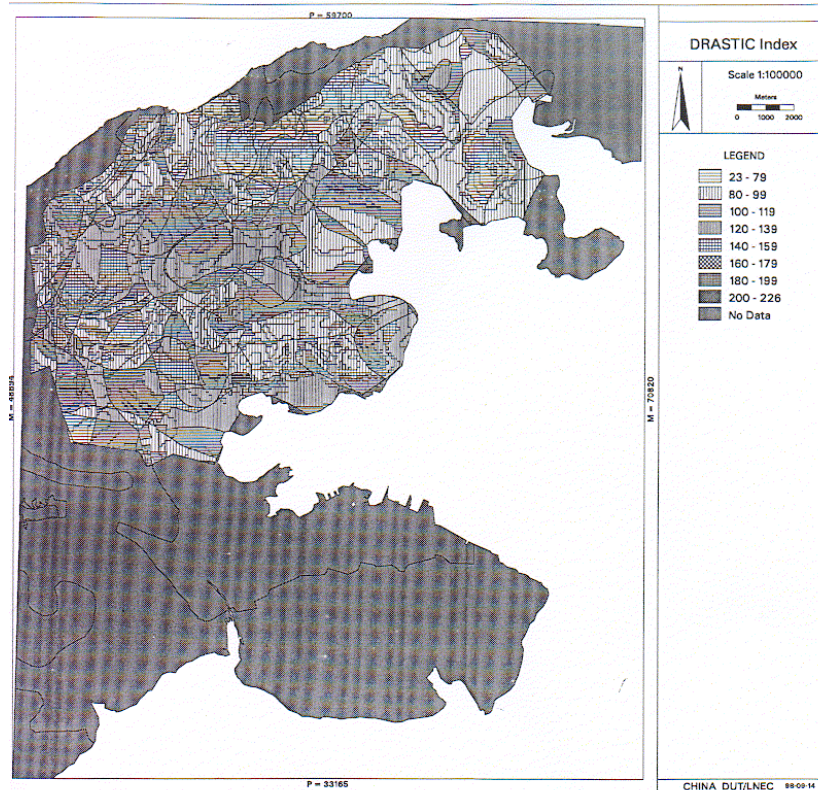 P = 59700
DRASTIC Index
N
Scale 1:100000
Meters
0 1000 2000
LEGEND
23 - 79
80 - 99
100 - 119
120 - 139
140 - 159
160 - 179
180 - 199
200 - 226
No Data
M = 70820
P = 33165
CHINA DUT/LNEC 98-09-14